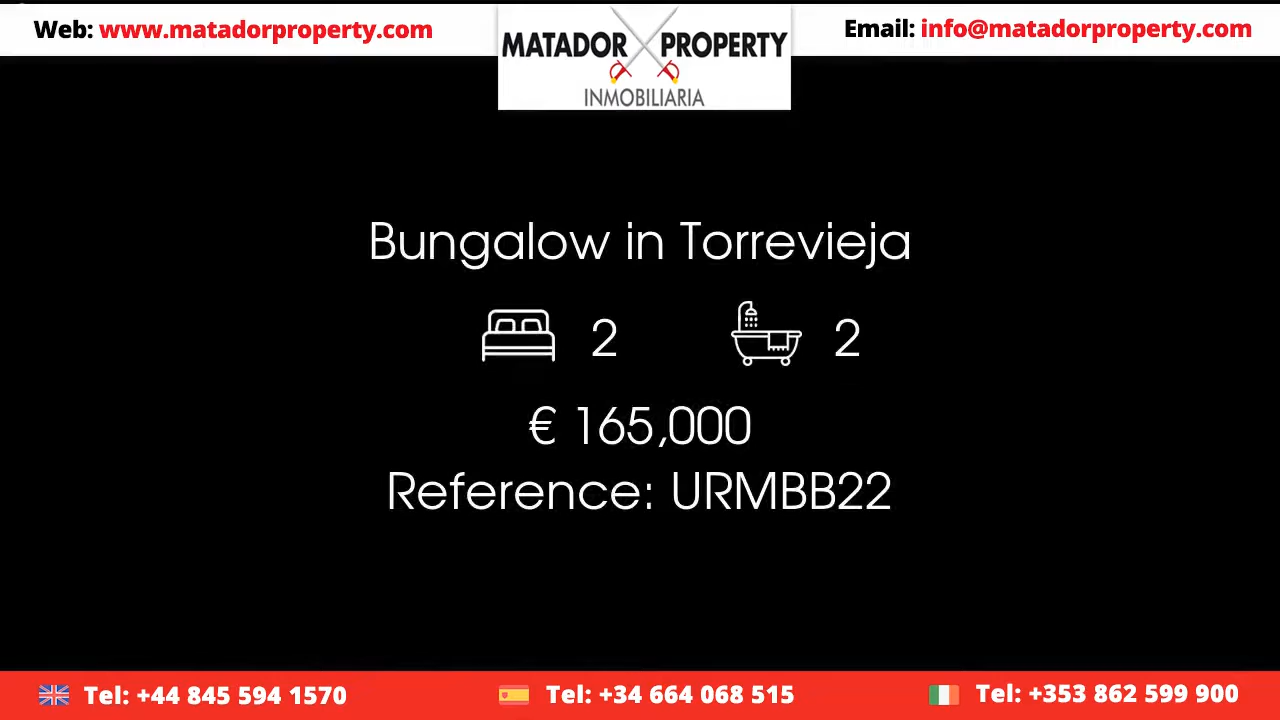 Web: www.matadorproperty.com
MATADOR PROPERTY
INMOBILIARIA
Email: info@matadorproperty.com
Bungalow in Torrevieja
2 2
€ 165,000
Reference: URMBB22
Tel: +44 845 594 1570
Tel: +34 664 068 515
Tel: +353 862 599 900